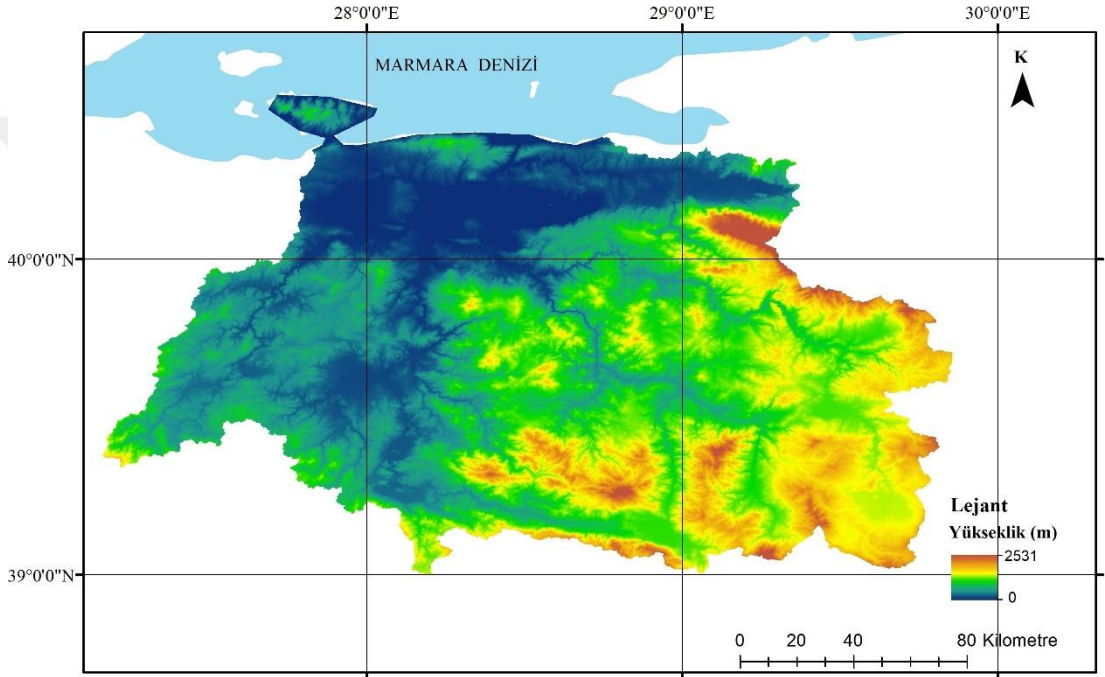 28°0'0"E 29°0'0"E 30°0'0"E
MARMARA DENİZİ
K
40°0'0"N
39°0'0"N
Lejant
Yükseklik (m)
2531
0
0 20 40 80 Kilometre